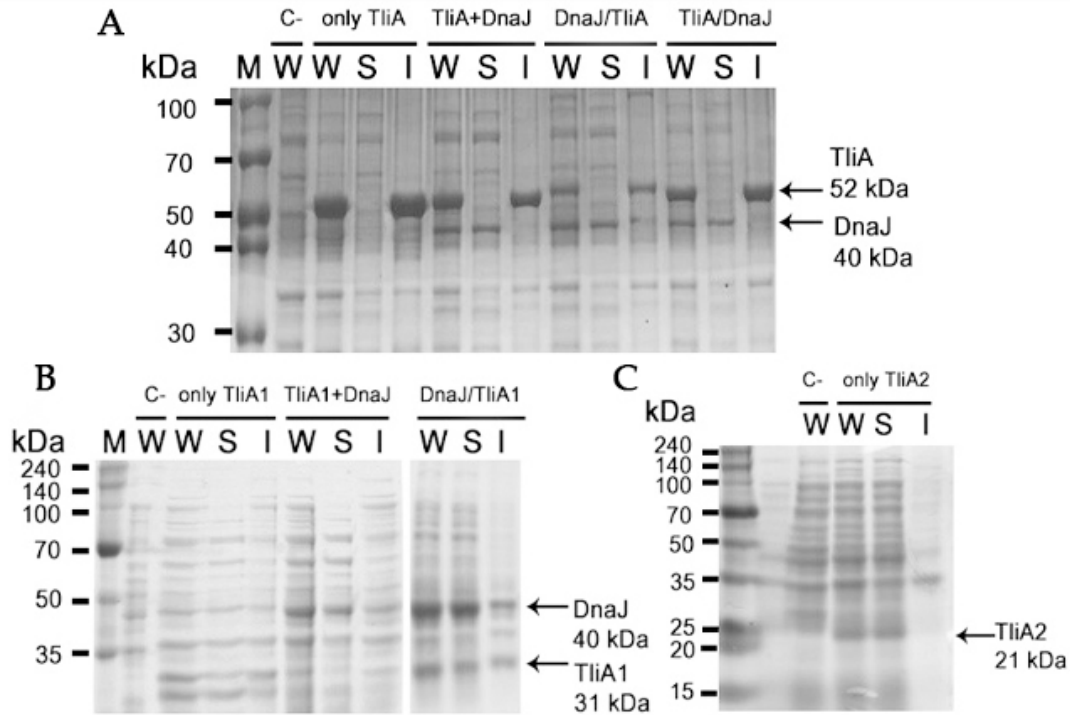 A
C- only TliA TliA+DnaJ DnaJ/TliA TliA/DnaJ
kDa M W W S I W S I W S I W S I
100
70
50
40
30
TliA
52 kDa
DnaJ
40 kDa
B
C- only TliA1 TliA1+DnaJ DnaJ/TliA1
kDa M W W S I W S I W S I
240
140
100
70
50
35
DnaJ
40 kDa
TliA1
31 kDa
C
C- only TliA2
kDa W W S I
240
140
100
70
50
35
25
20
15
TliA2
21 kDa